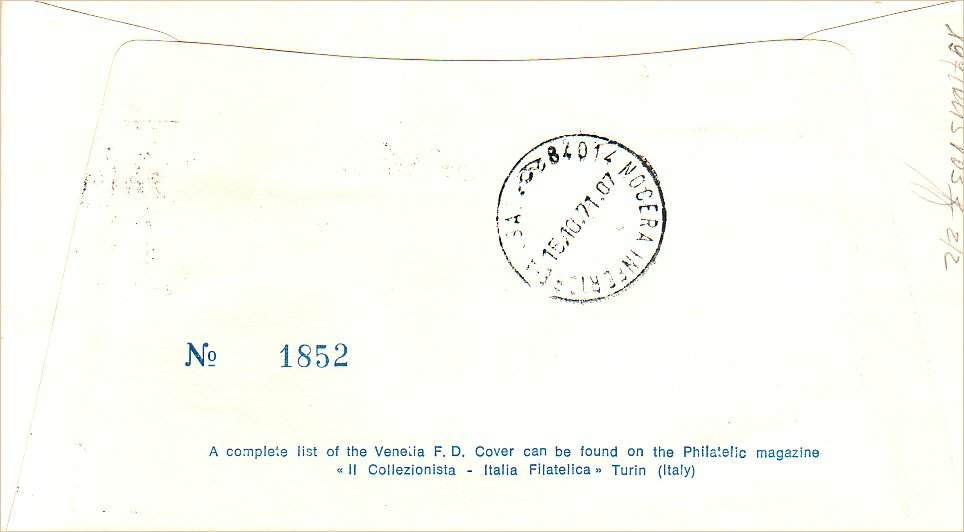 84014 NOCERA INFERIORE SA
15.10.71.07
№ 1852
A complete list of the Venetia F. D. Cover can be found on the Philatelic magazine
« Il Collezionista - Italia Filatelica » Turin (Italy)